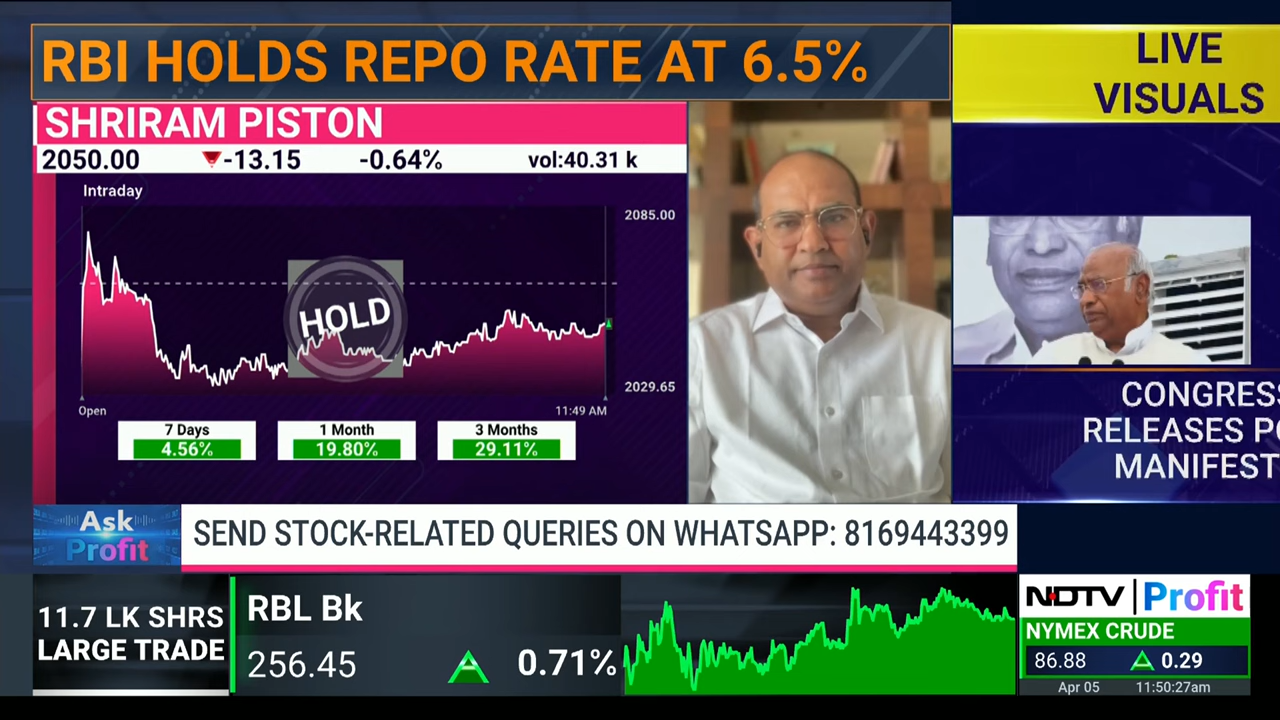 RBI HOLDS REPO RATE AT 6.5%
SHRIRAM PISTON
2050.00 ▼-13.15 -0.64% vol:40.31 k
Intraday
2085.00
HOLD
2029.65
Open 11:49 AM
7 Days 1 Month 3 Months
4.56% 19.80% 29.11%
LIVE
VISUALS
CONGRESS
RELEASES
MANIFEST
Ask
Profit
SEND STOCK-RELATED QUERIES ON WHATSAPP: 8169443399
11.7 LK SHRS
LARGE TRADE
RBL Bk
256.45 ▲ 0.71%
NDTV Profit
NYMEX CRUDE
86.88 ▲ 0.29
Apr 05 11:50:27am